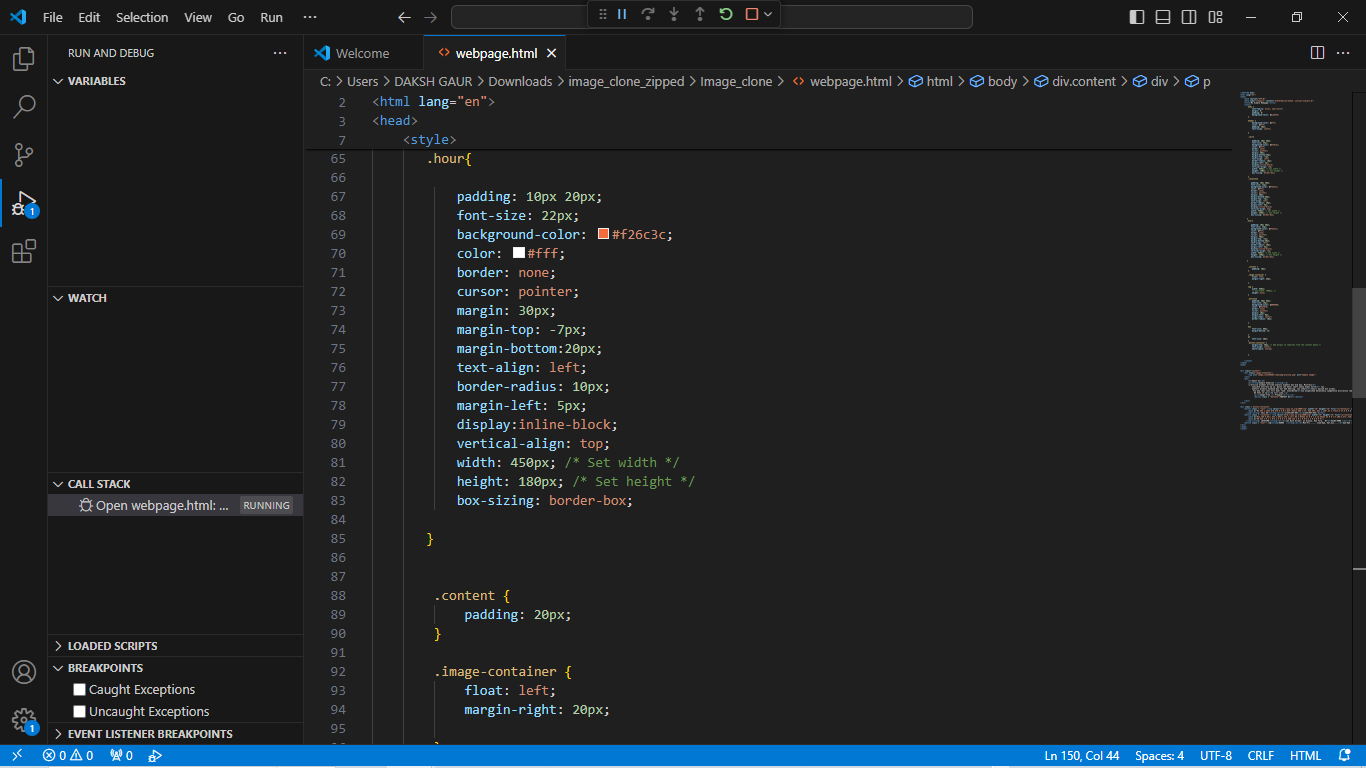 File Edit Selection View Go Run ···
RUN AND DEBUG ···
VARIABLES
WATCH
CALL STACK
Open webpage.html: ... RUNNING
LOADED SCRIPTS
BREAKPOINTS
Caught Exceptions
Uncaught Exceptions
EVENT LISTENER BREAKPOINTS
1
1
Welcome
webpage.html
C: > Users > DAKSH GAUR > Downloads > image_clone_zipped > Image_clone > webpage.html > html > body > div.content > div > p
2 <html lang="en">
3 <head>
7 <style>
65 .hour{
66
67 padding: 10px 20px;
68 font-size: 22px;
69 background-color: #f26c3c;
70 color: #fff;
71 border: none;
72 cursor: pointer;
73 margin: 30px;
74 margin-top: -7px;
75 margin-bottom:20px;
76 text-align: left;
77 border-radius: 10px;
78 margin-left: 5px;
79 display:inline-block;
80 vertical-align: top;
81 width: 450px; /* Set width */
82 height: 180px; /* Set height */
83 box-sizing: border-box;
84
85 }
86
87
88 .content {
89 padding: 20px;
90 }
91
92 .image-container {
93 float: left;
94 margin-right: 20px;
95
0 0 0
Ln 150, Col 44 Spaces: 4 UTF-8 CRLF HTML